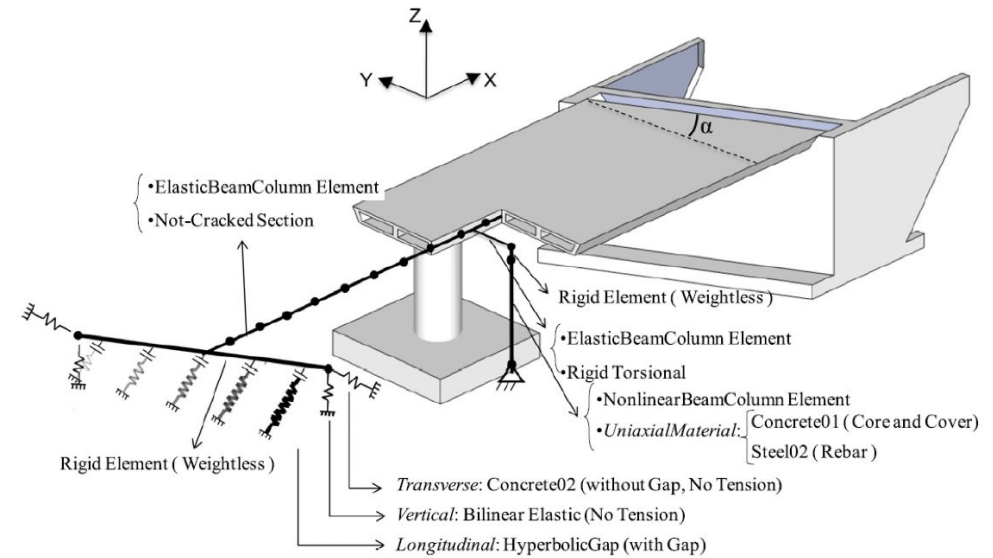 Z
Y
X
α
•ElasticBeamColumn Element
•Not-Cracked Section
Rigid Element ( Weightless )
•ElasticBeamColumn Element
•Rigid Torsional
•NonlinearBeamColumn Element
•UniaxialMaterial:
Concrete01 ( Core and Cover)
Steel02 ( Rebar )
Rigid Element ( Weightless )
Transverse: Concrete02 (without Gap, No Tension)
Vertical: Bilinear Elastic (No Tension)
Longitudinal: HyperbolicGap (with Gap)